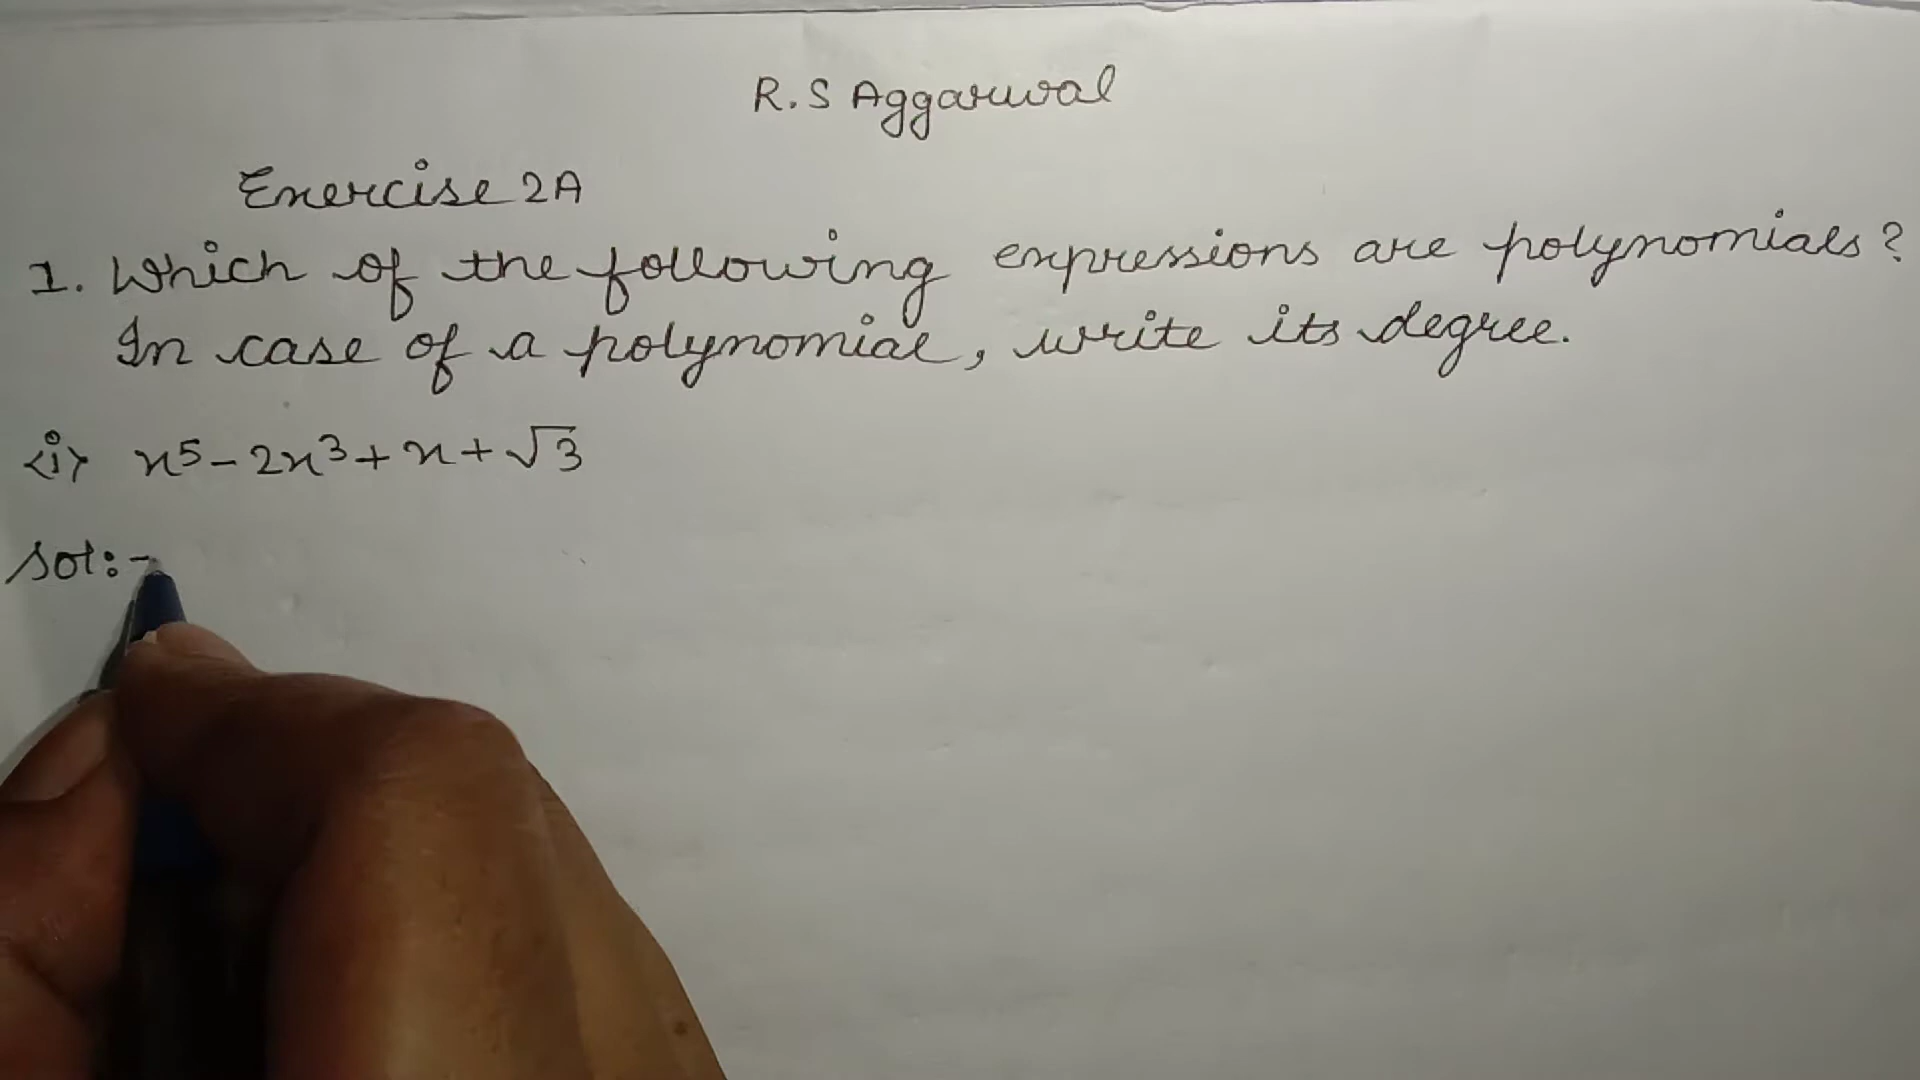 R.S Aggarwal
Exercise 2A
1. Which of the following expressions are polynomials?
In case of a polynomial, write its degree.
(i) x⁵-2x³+x+√3
Sol:-